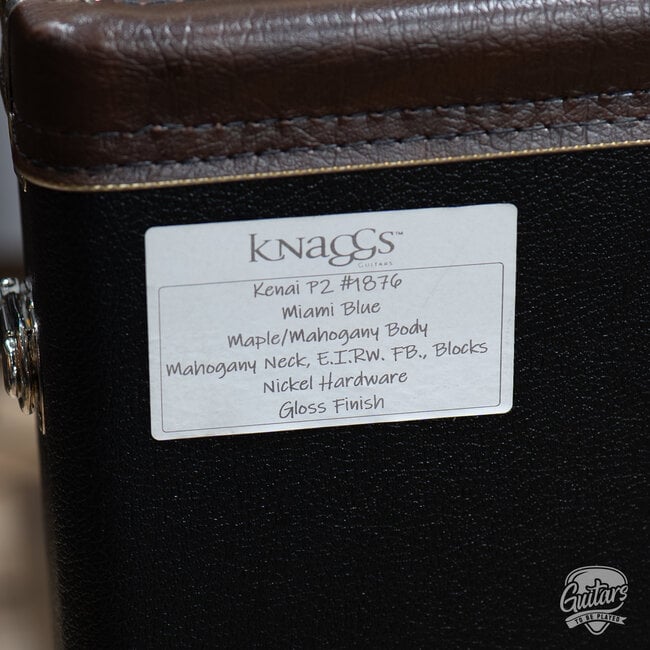 KNaGGS™
GUITARS
Kenai P2 #1876
Miami Blue
Maple/Mahogany Body
Mahogany Neck, E.I.RW. FB., Blocks
Nickel Hardware
Gloss Finish
Guitars
TO BE PLAYED